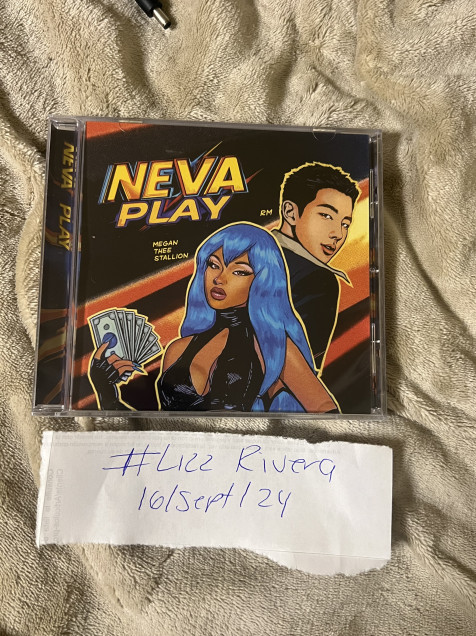 NEVA PLAY
NEVA
PLAY
RM
MEGAN
THEE
STALLION
#Lizz Rivera
16/Sept/24